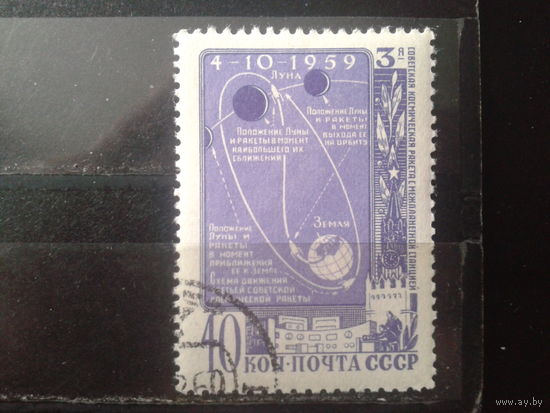 4-10-1959
3Я
ЛУНА
ПОЛОЖЕНИЕ ЛУНЫ
И РАКЕТЫ
В МОМЕНТ
ВЫХОДА ЕЕ
НА ОРБИТУ
ПОЛОЖЕНИЕ ЛУНЫ
И РАКЕТЫ В МОМЕНТ
НАИБОЛЬШЕГО ИХ
СБЛИЖЕНИЯ
ЗЕМЛЯ
ПОЛОЖЕНИЕ
ЛУНЫ И
РАКЕТЫ
В МОМЕНТ
ПРИБЛИЖЕНИЯ
ЕЕ К ЗЕМЛЕ
СХЕМА ДВИЖЕНИЯ
ТРЕТЬЕЙ СОВЕТСКОЙ
КОСМИЧЕСКОЙ РАКЕТЫ
СОВЕТСКАЯ КОСМИЧЕСКАЯ РАКЕТА С МЕЖПЛАНЕТНОЙ СТАНЦИЕЙ
40
КОП·ПОЧТА СССР
www.ay.by